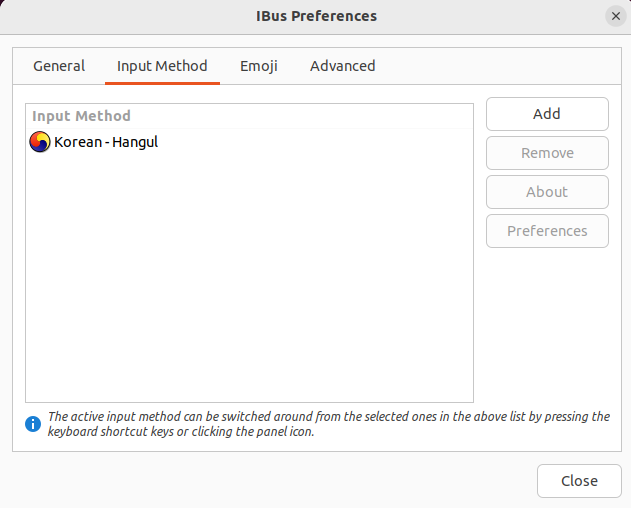 IBus Preferences
General
Input Method
Emoji
Advanced
Input Method
Korean - Hangul
Add
Remove
About
Preferences
The active input method can be switched around from the selected ones in the above list by pressing the
keyboard shortcut keys or clicking the panel icon.
Close